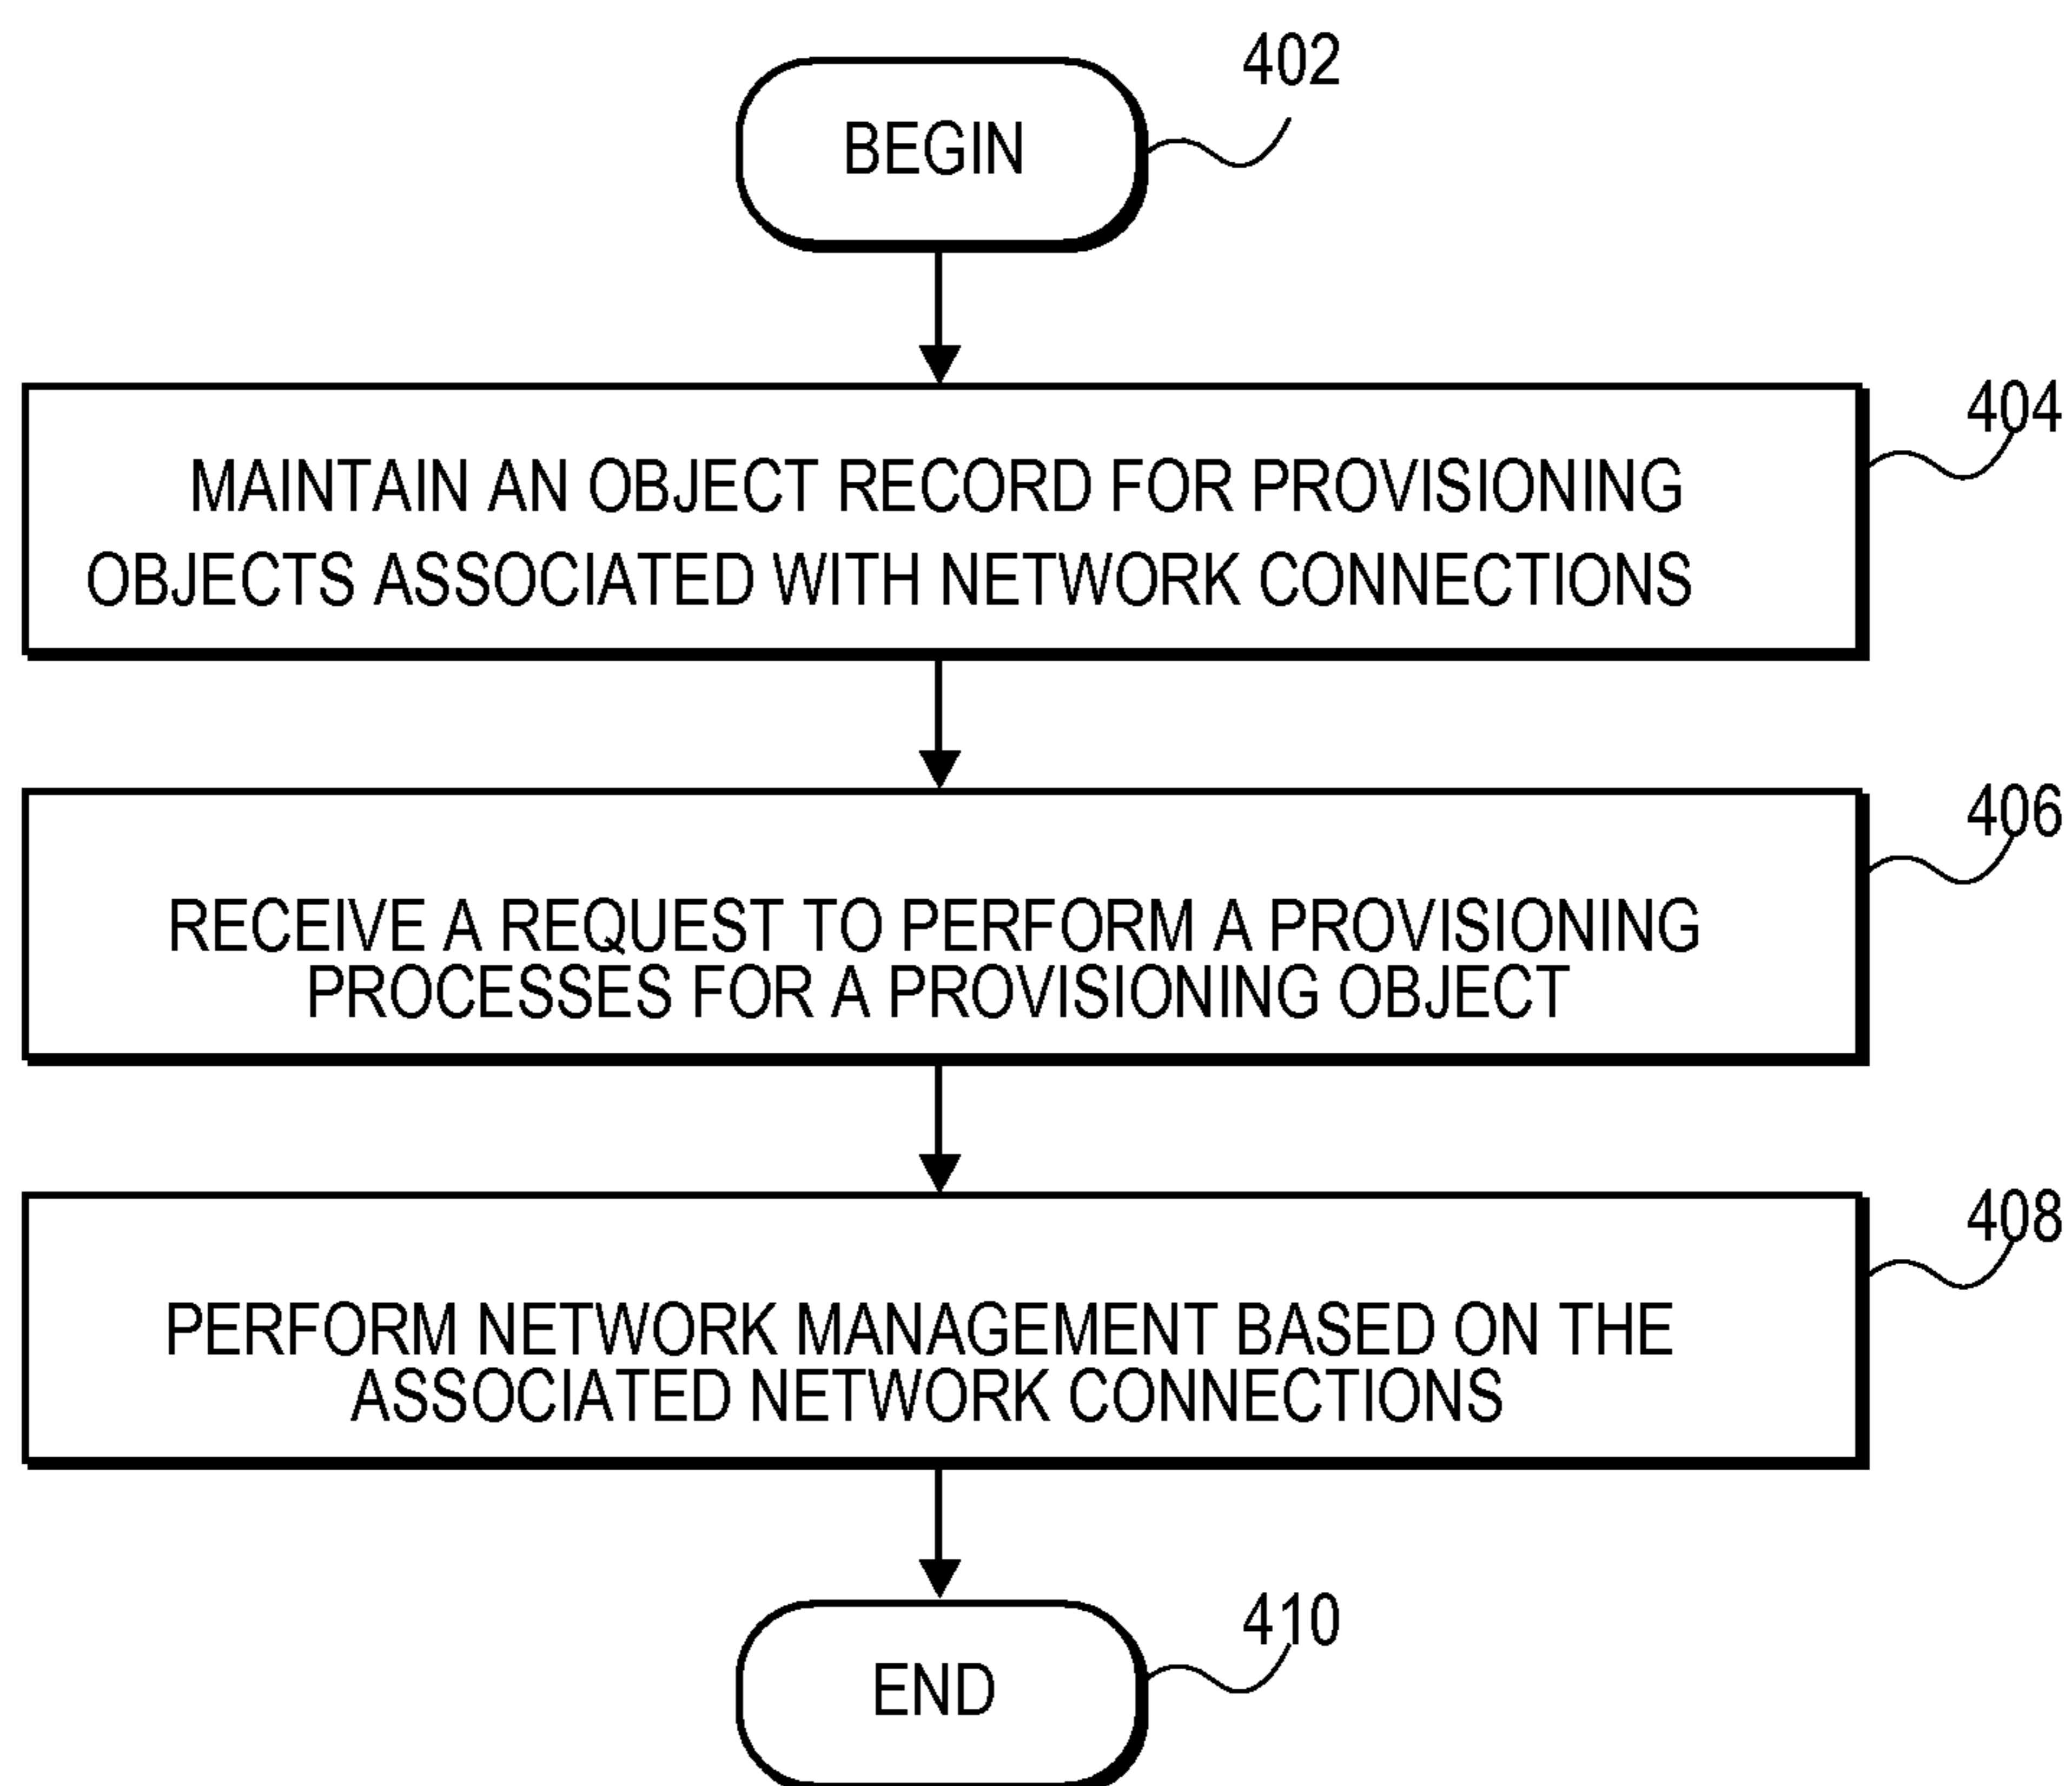 402
BEGIN
404
MAINTAIN AN OBJECT RECORD FOR PROVISIONING
OBJECTS ASSOCIATED WITH NETWORK CONNECTIONS
406
RECEIVE A REQUEST TO PERFORM A PROVISIONING
PROCESSES FOR A PROVISIONING OBJECT
408
PERFORM NETWORK MANAGEMENT BASED ON THE
ASSOCIATED NETWORK CONNECTIONS
410
END